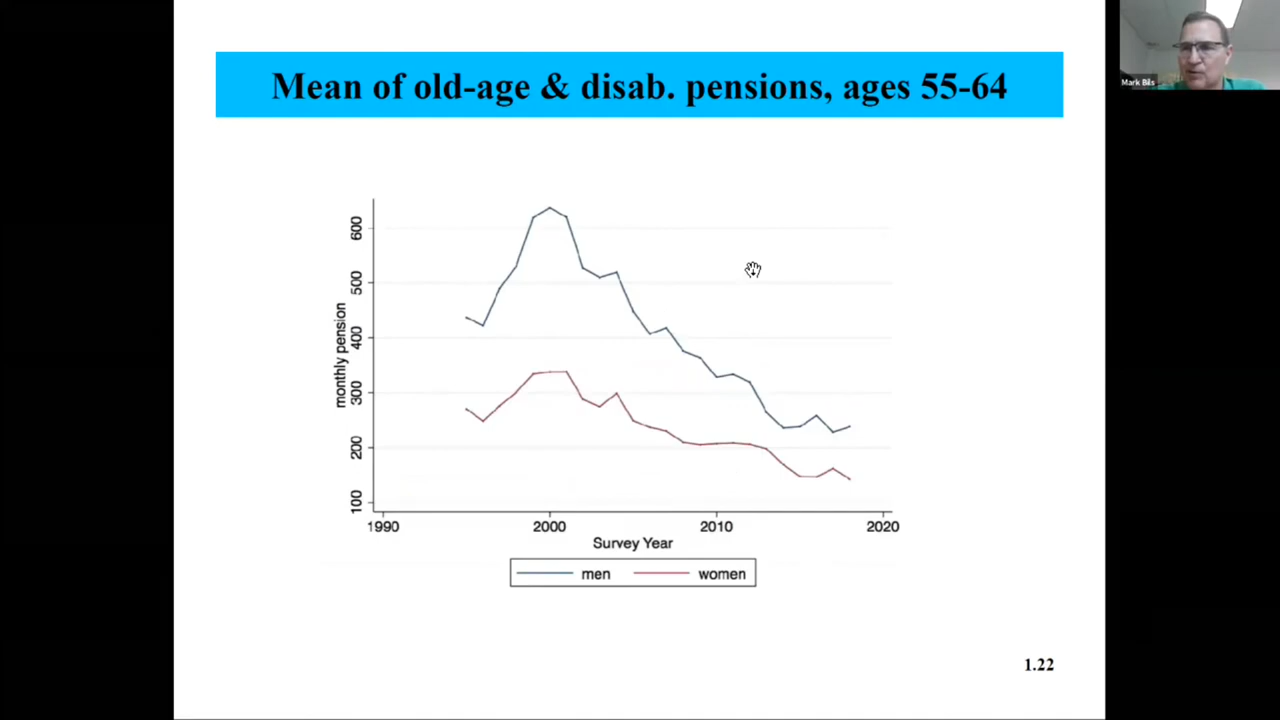 Mean of old-age & disab. pensions, ages 55-64
Mark Bils
600
500
400
300
200
100
monthly pension
1990
2000
2010
2020
Survey Year
men
women
1.22